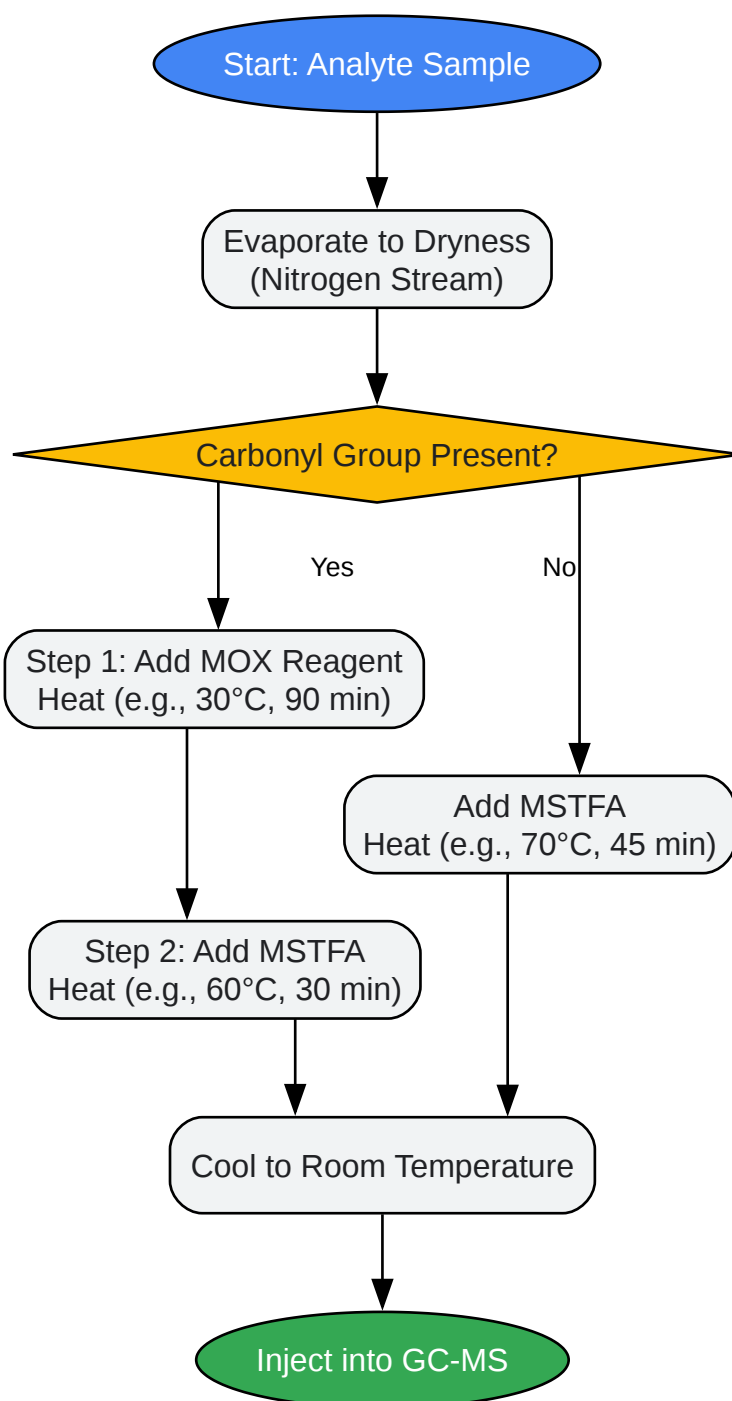 Start: Analyte Sample
Evaporate to Dryness
(Nitrogen Stream)
Carbonyl Group Present?
Yes
No
Step 1: Add MOX Reagent
Heat (e.g., 30°C, 90 min)
Add MSTFA
Heat (e.g., 70°C, 45 min)
Step 2: Add MSTFA
Heat (e.g., 60°C, 30 min)
Cool to Room Temperature
Inject into GC-MS